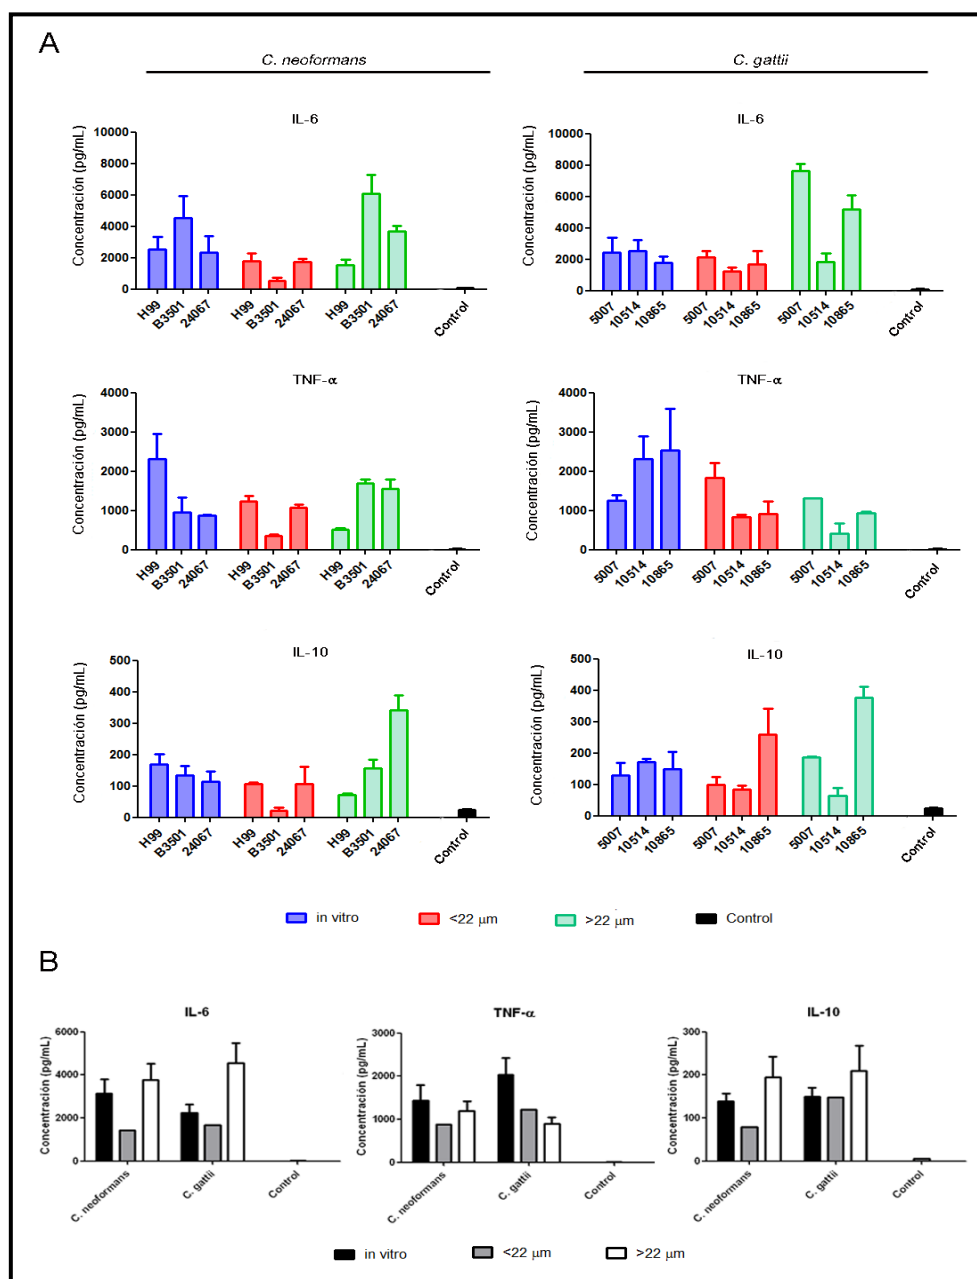 A
C. neoformans
C. gattii
IL-6
Concentración (pg/mL)
10000
8000
6000
4000
2000
0
H99 B3501 24067 H99 B3501 24067 H99 B3501 24067 Control
IL-6
Concentración (pg/mL)
10000
8000
6000
4000
2000
0
5007 10514 10865 5007 10514 10865 5007 10514 10865 Control
TNF-α
Concentración (pg/mL)
4000
3000
2000
1000
0
H99 B3501 24067 H99 B3501 24067 H99 B3501 24067 Control
TNF-α
Concentración (pg/mL)
4000
3000
2000
1000
0
5007 10514 10865 5007 10514 10865 5007 10514 10865 Control
IL-10
Concentración (pg/mL)
500
400
300
200
100
0
H99 B3501 24067 H99 B3501 24067 H99 B3501 24067 Control
IL-10
Concentración (pg/mL)
500
400
300
200
100
0
5007 10514 10865 5007 10514 10865 5007 10514 10865 Control
in vitro <22 μm >22 μm Control
B
IL-6
Concentración (pg/mL)
6000
4000
2000
0
C. neoformans C. gattii Control
TNF-α
Concentración (pg/mL)
3000
2000
1000
0
C. neoformans C. gattii Control
IL-10
Concentración (pg/mL)
300
200
100
0
C. neoformans C. gattii Control
in vitro <22 μm >22 μm